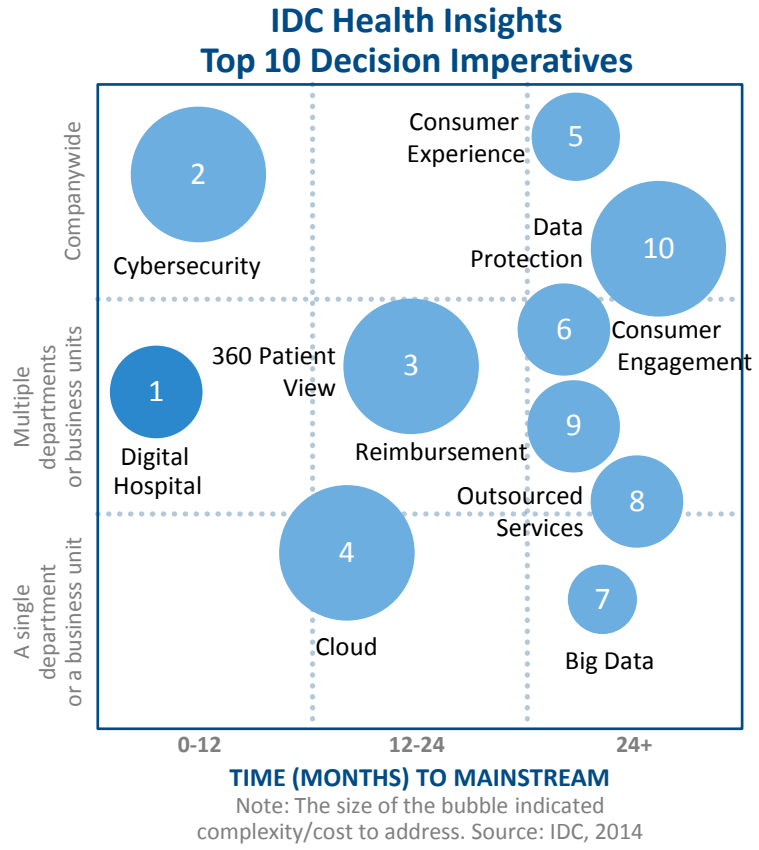 IDC Health Insights
Top 10 Decision Imperatives
Companywide
Multiple
departments
or business units
A single
department
or a business unit
2
Cybersecurity
Consumer
Experience
5
Data
Protection
10
1
Digital
Hospital
360 Patient
View
3
6
Consumer
Engagement
Reimbursement
9
Outsourced
Services
8
4
Cloud
7
Big Data
0-12
12-24
24+
TIME (MONTHS) TO MAINSTREAM
Note: The size of the bubble indicated
complexity/cost to address. Source: IDC, 2014